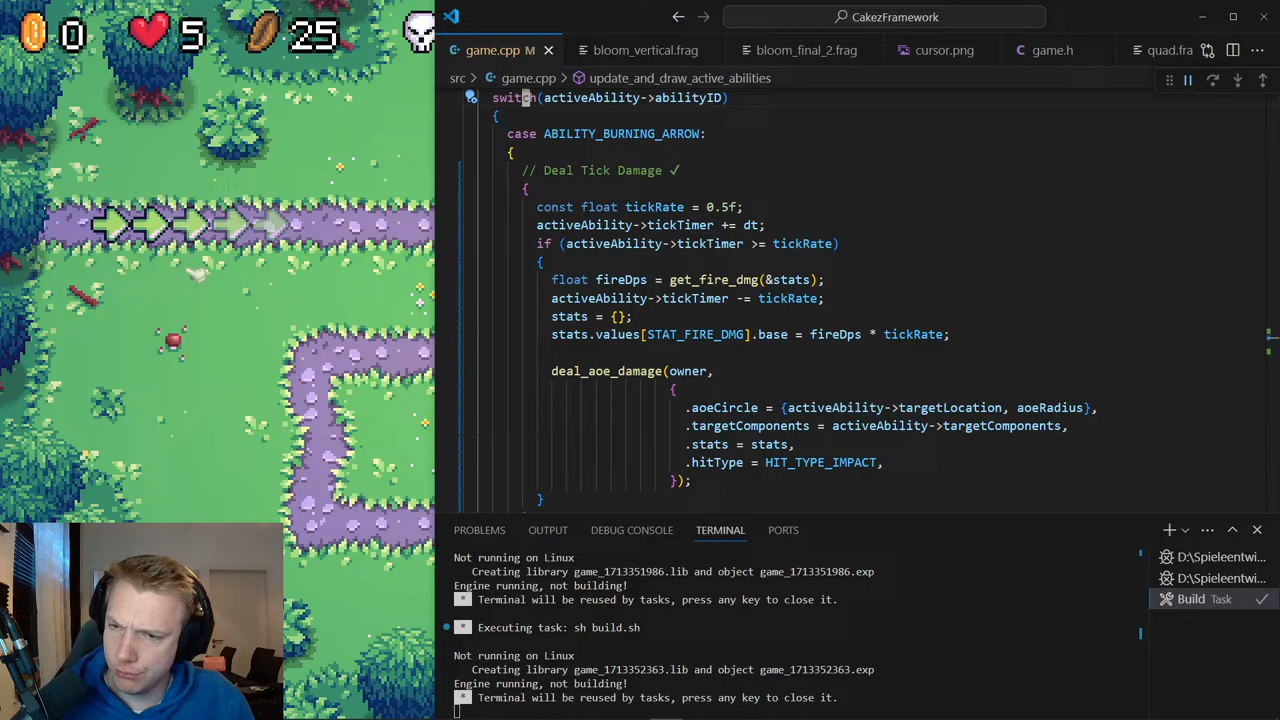 0 5 25
CakezFramework
game.cpp M bloom_vertical.frag bloom_final_2.frag cursor.png game.h quad.fra
src > game.cpp > update_and_draw_active_abilities
switch(activeAbility->abilityID)
{
case ABILITY_BURNING_ARROW:
{
// Deal Tick Damage ✓
{
const float tickRate = 0.5f;
activeAbility->tickTimer += dt;
if (activeAbility->tickTimer >= tickRate)
{
float fireDps = get_fire_dmg(&stats);
activeAbility->tickTimer -= tickRate;
stats = {};
stats.values[STAT_FIRE_DMG].base = fireDps * tickRate;
deal_aoe_damage(owner,
{
.aoeCircle = {activeAbility->targetLocation, aoeRadius},
.targetComponents = activeAbility->targetComponents,
.stats = stats,
.hitType = HIT_TYPE_IMPACT,
});
}
PROBLEMS OUTPUT DEBUG CONSOLE TERMINAL PORTS
Not running on Linux
Creating library game_1713351986.lib and object game_1713351986.exp
Engine running, not building!
* Terminal will be reused by tasks, press any key to close it.
* Executing task: sh build.sh
Not running on Linux
Creating library game_1713352363.lib and object game_1713352363.exp
Engine running, not building!
* Terminal will be reused by tasks, press any key to close it.
D:\Spieleentwi...
D:\Spieleentwi...
Build Task